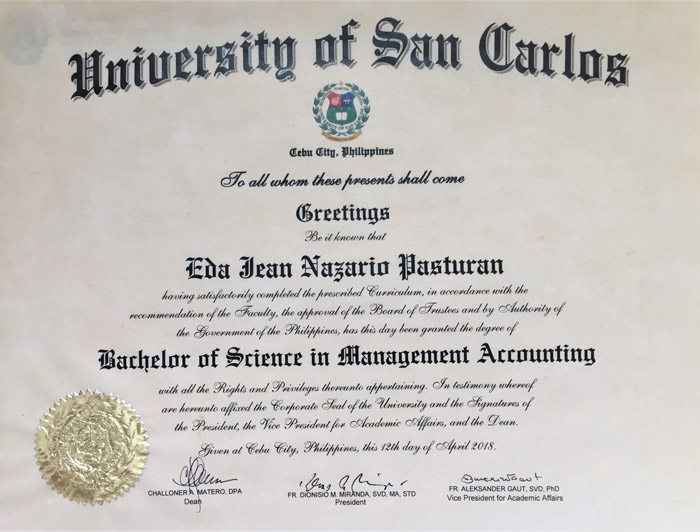 University of San Carlos
Cebu City, Philippines
To all whom these presents shall come
Greetings
Be it known that
Eda Jean Nazario Pasturan
having satisfactorily completed the prescribed Curriculum, in accordance with the
recommendation of the Faculty, the approval of the Board of Trustees and by Authority of
the Government of the Philippines, has this day been granted the degree of
Bachelor of Science in Management Accounting
with all the Rights and Privileges thereunto appertaining. In testimony whereof
are hereunto affixed the Corporate Seal of the University and the Signatures of
the President, the Vice President for Academic Affairs, and the Dean.
Given at Cebu City, Philippines, this 12th day of April 2018.
CHALLONER A. MATERO, DPA
Dean
FR. DIONISIO M. MIRANDA, SVD, MA, STD
President
FR. ALEKSANDER GAUT, SVD, PhD
Vice President for Academic Affairs